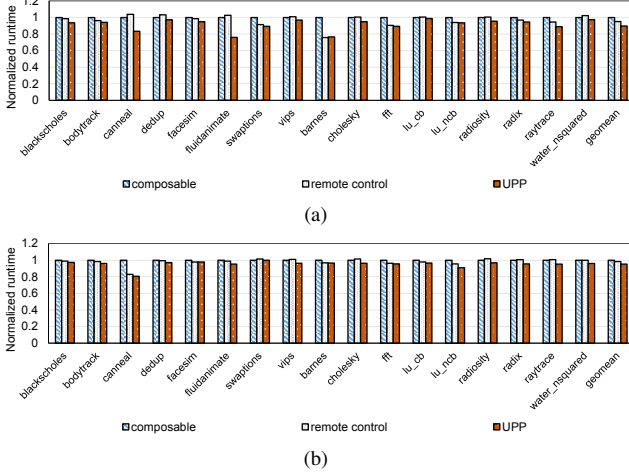 Normalized runtime
1.2
1
0.8
0.6
0.4
0.2
0
blackscholes
bodytrack
canneal
dedup
facesim
fluidanimate
swaptions
vips
barnes
cholesky
fft
lu_cb
lu_ncb
radiosity
radix
raytrace
water_nsquared
geomean
composable remote control UPP
(a)
Normalized runtime
1.2
1
0.8
0.6
0.4
0.2
0
blackscholes
bodytrack
canneal
dedup
facesim
fluidanimate
swaptions
vips
barnes
cholesky
fft
lu_cb
lu_ncb
radiosity
radix
raytrace
water_nsquared
geomean
composable remote control UPP
(b)